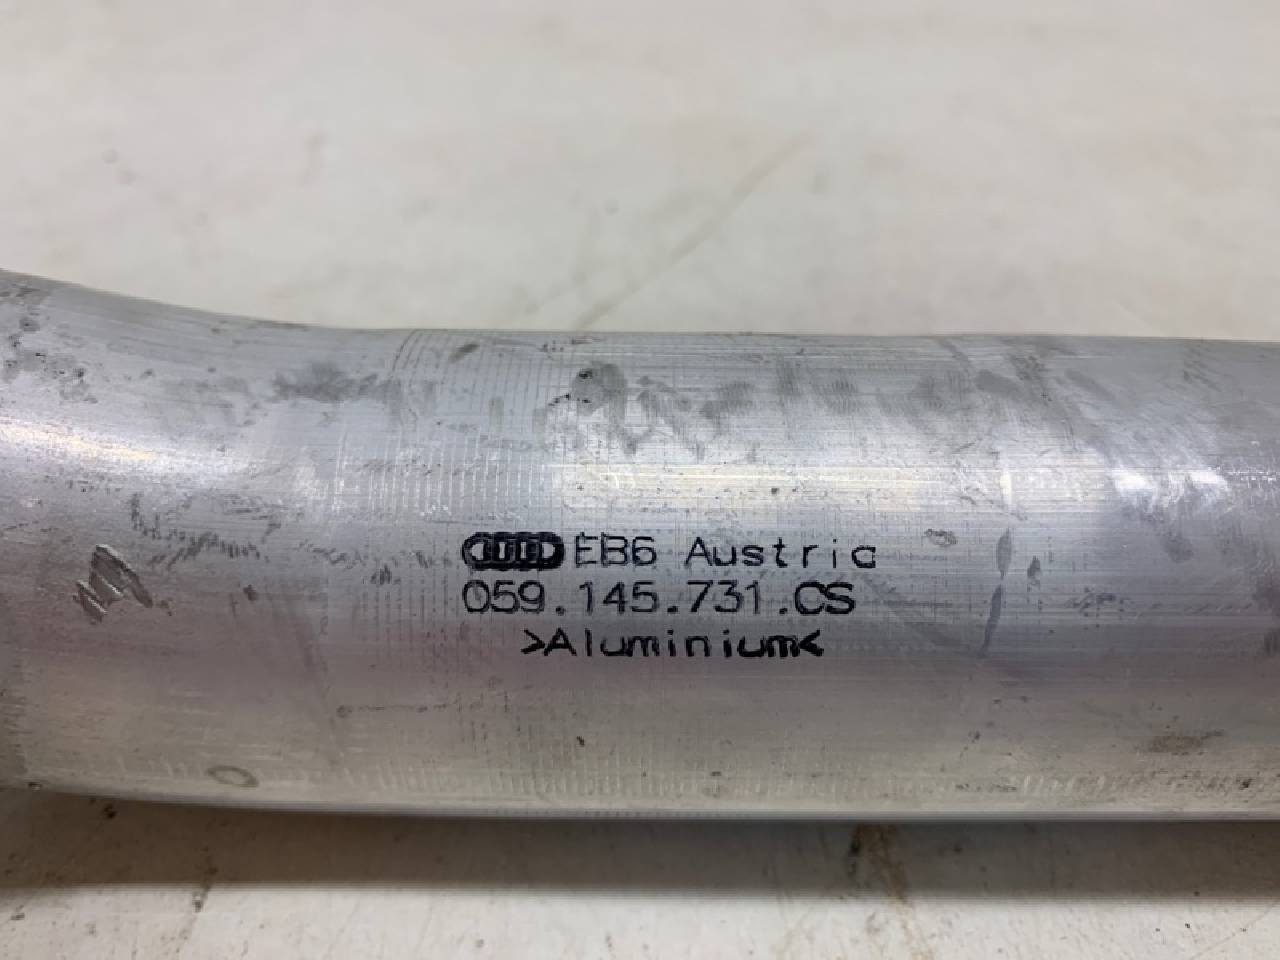 EB6 Austria
059.145.731.CS
>Aluminium<